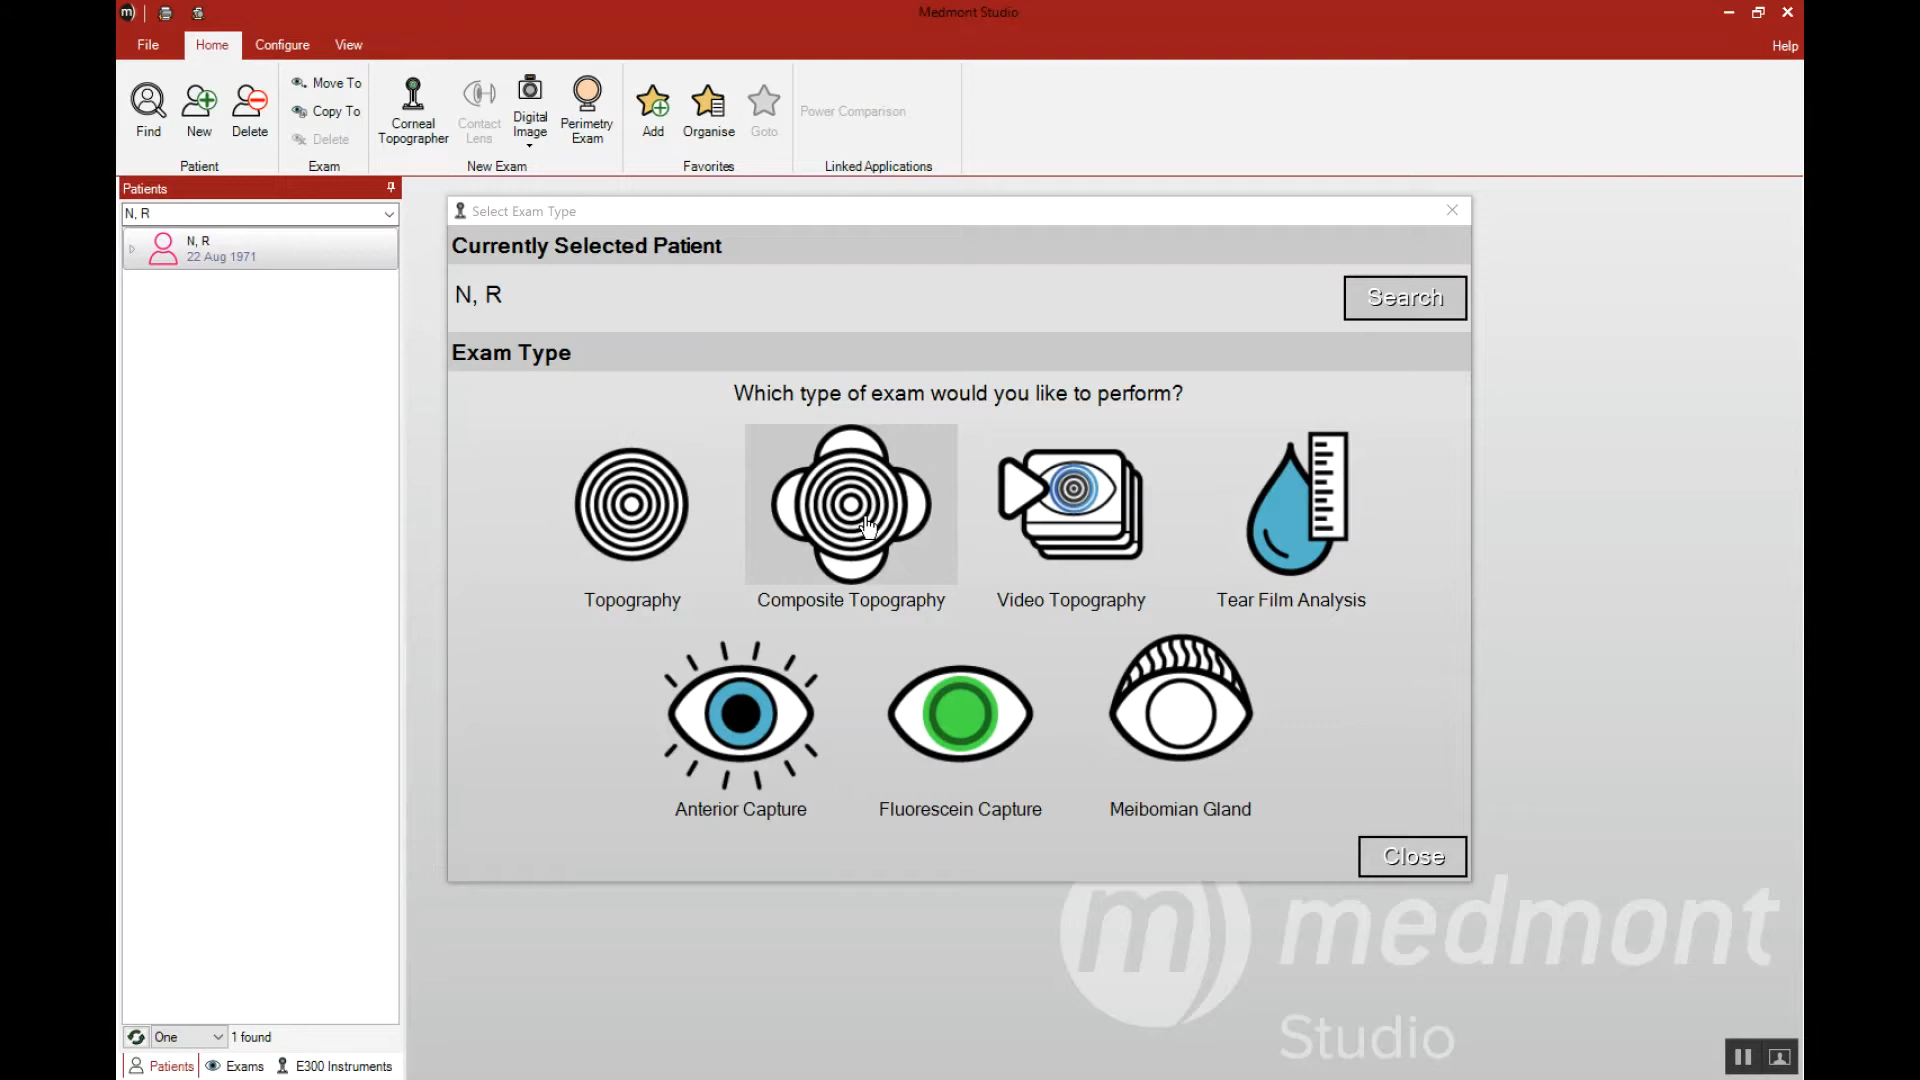 m
Medmont Studio
File
Home
Configure
View
Help
Find
New
Delete
Patient
Move To
Copy To
Delete
Exam
Corneal
Topographer
Contact
Lens
Digital
Image
Perimetry
Exam
New Exam
Add
Organise
Goto
Favorites
Power Comparison
Linked Applications
Patients
N, R
N, R
22 Aug 1971
Select Exam Type
Currently Selected Patient
N, R
Search
Exam Type
Which type of exam would you like to perform?
Topography
Composite Topography
Video Topography
Tear Film Analysis
Anterior Capture
Fluorescein Capture
Meibomian Gland
Close
m medmont
Studio
One
1 found
Patients
Exams
E300 Instruments